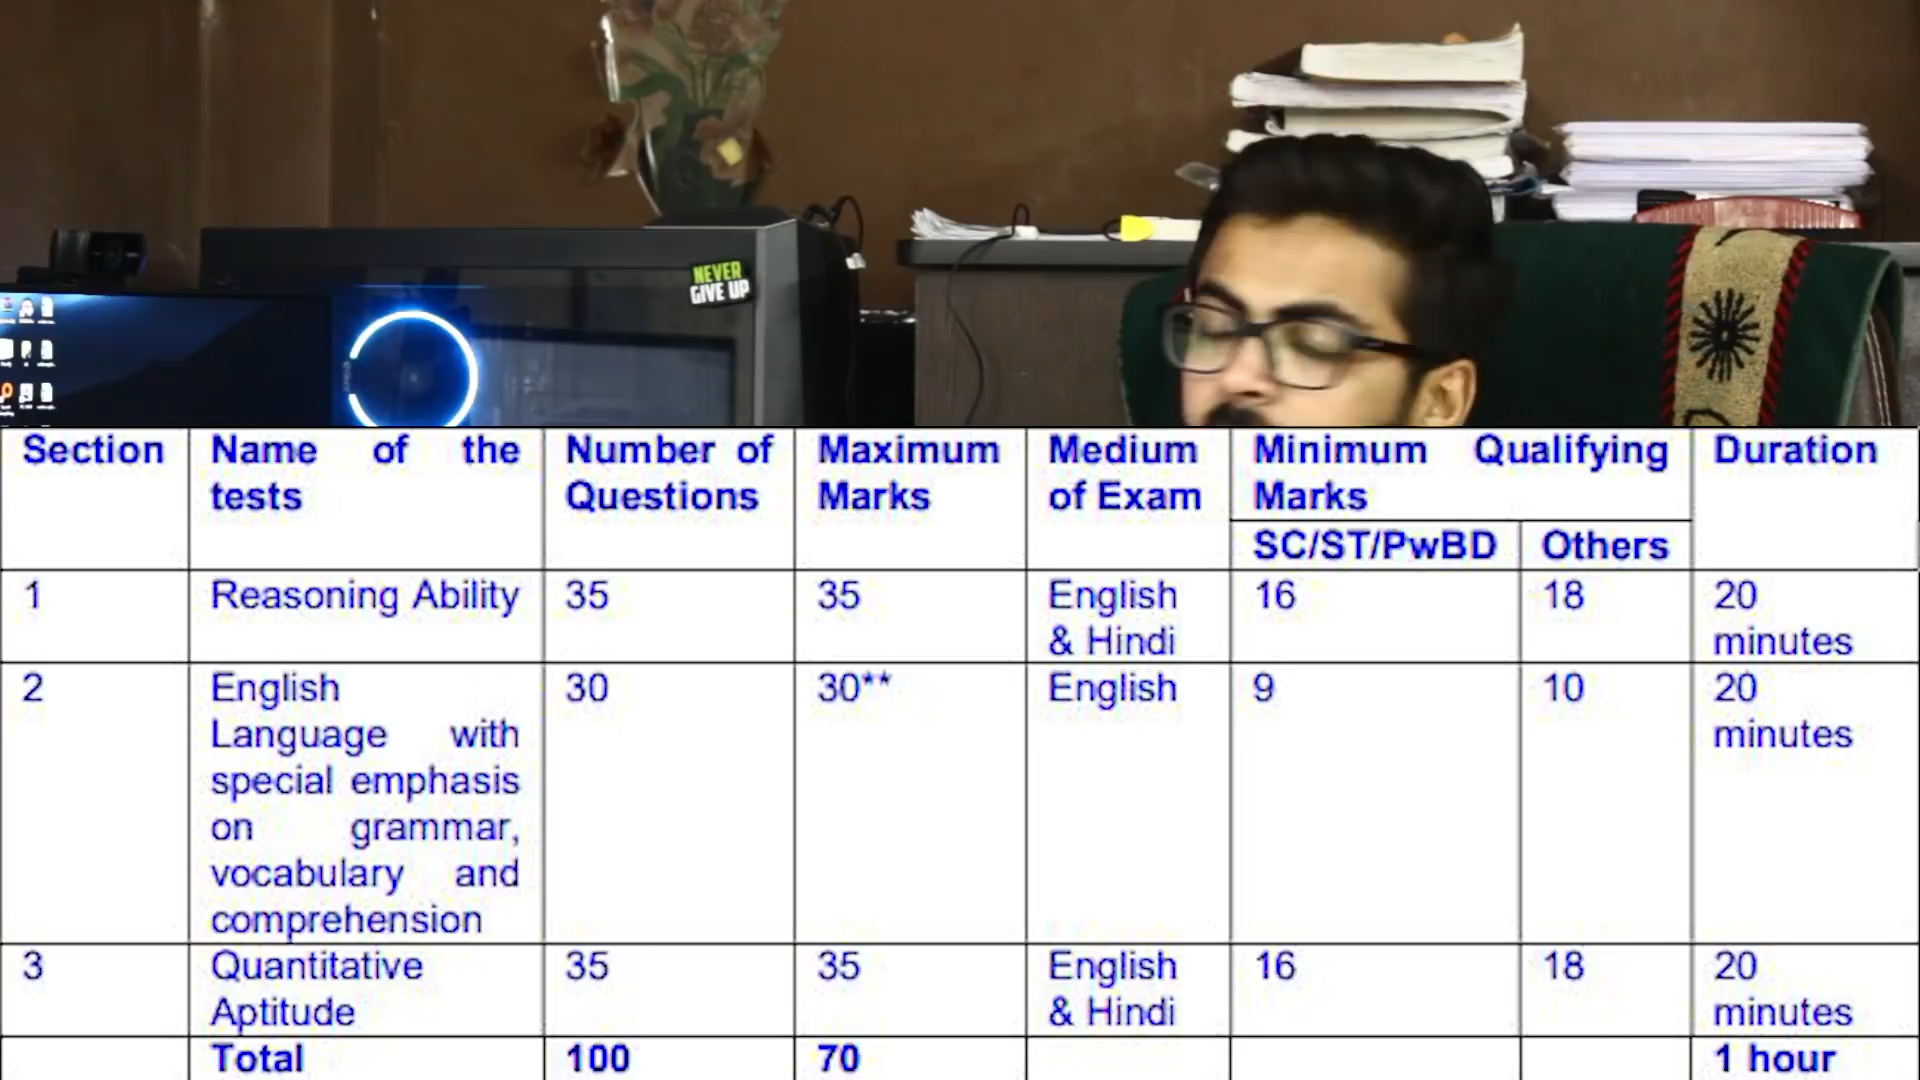 NEVER
GIVE UP
Section Name of the tests Number of Questions Maximum Marks Medium of Exam Minimum Qualifying Marks Duration
SC/ST/PwBD Others
1 Reasoning Ability 35 35 English & Hindi 16 18 20 minutes
2 English Language with special emphasis on grammar, vocabulary and comprehension 30 30** English 9 10 20 minutes
3 Quantitative Aptitude 35 35 English & Hindi 16 18 20 minutes
Total 100 70 1 hour